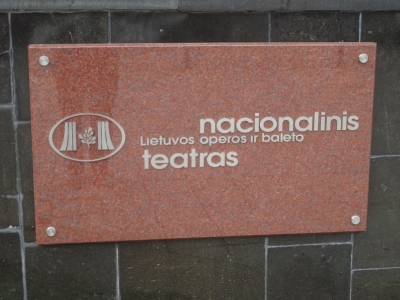 nacionalinis
Lietuvos operos ir baleto
teatras